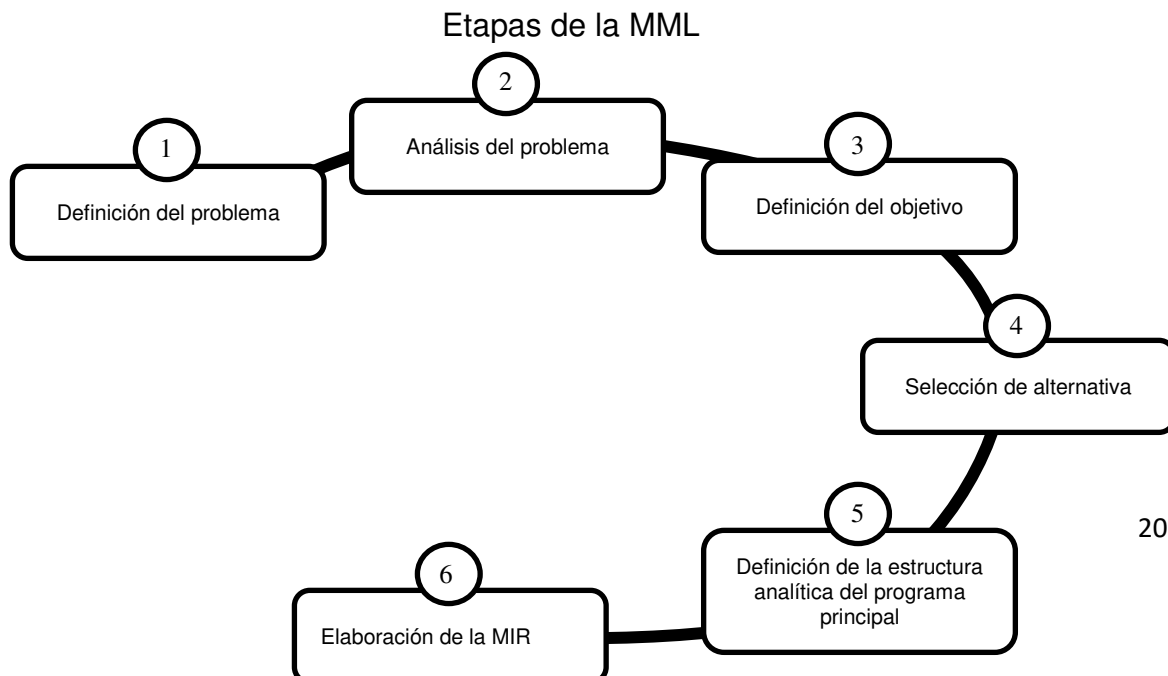 Etapas de la MML
1
Definición del problema
2
Análisis del problema
3
Definición del objetivo
4
Selección de alternativa
5
Definición de la estructura
analítica del programa
principal
6
Elaboración de la MIR
20